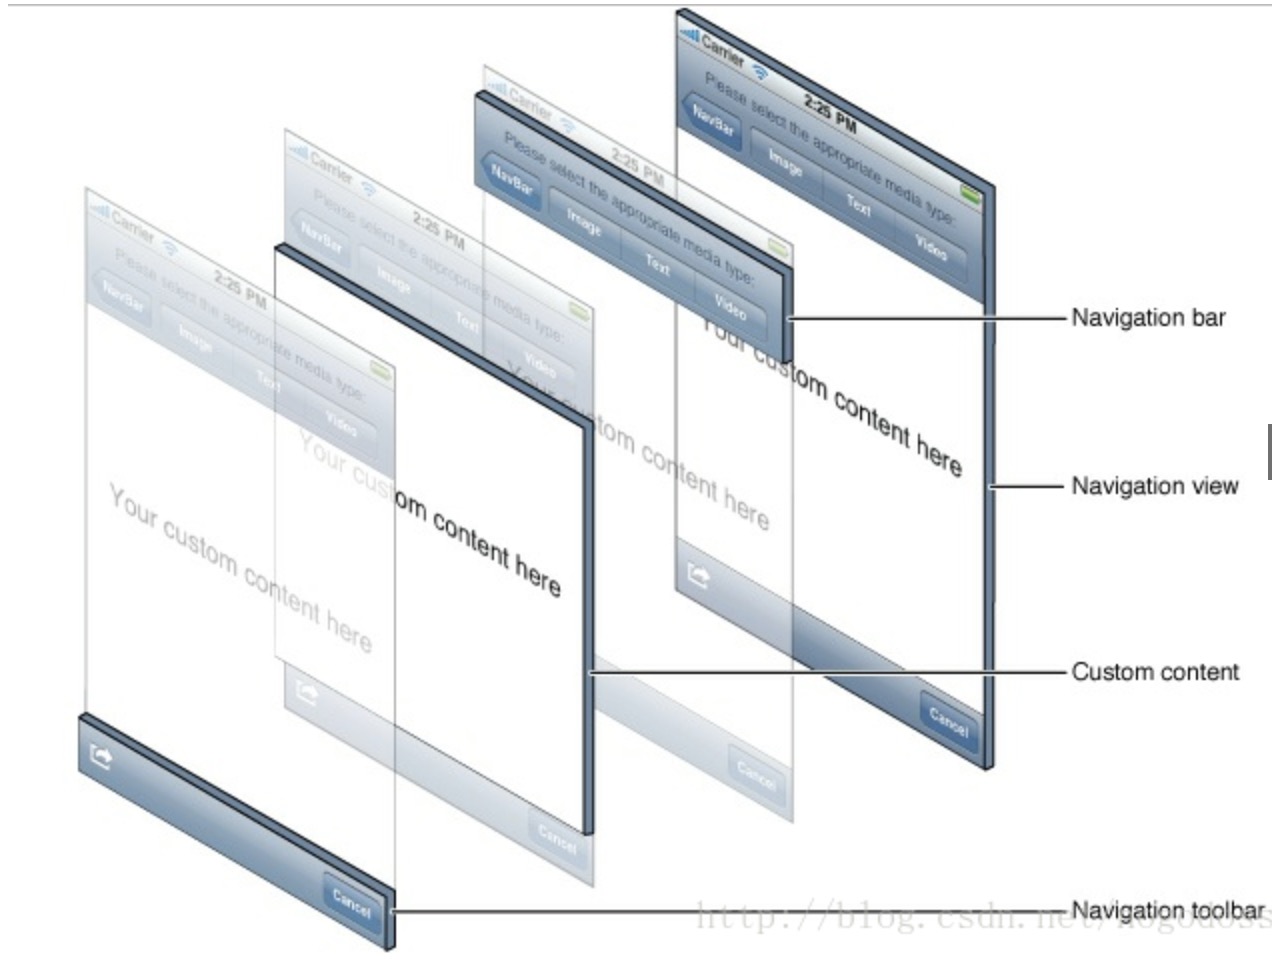 Carrier
2:25 PM
Please select the appropriate media type:
NavBar
Image
Text
Video
Carrier
2:25 PM
Please select the appropriate media type:
NavBar
Image
Text
Video
Navigation bar
Your custom content here
Navigation view
Cancel
Custom content
Carrier
2:25 PM
Please select the appropriate media type:
NavBar
Image
Text
Video
Your custom content here
Cancel
Carrier
2:25 PM
Please select the appropriate media type:
NavBar
Image
Text
Video
Your custom content here
Cancel
Your custom content here
Cancel
Navigation toolbar
http://blog.csdn.net/hogodoss